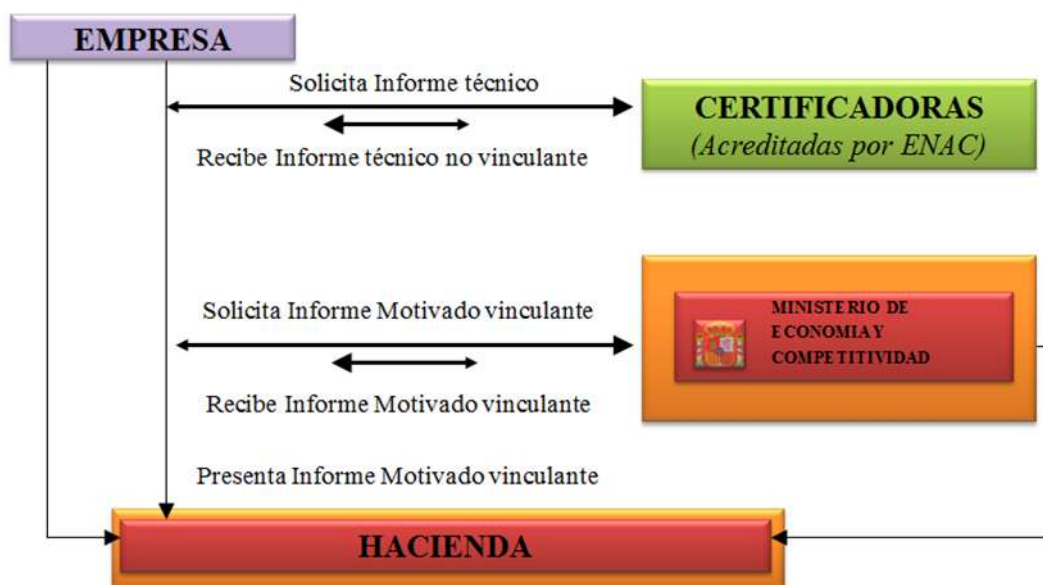 EMPRESA
Solicita Informe técnico
Recibe Informe técnico no vinculante
CERTIFICADORAS
(Acreditadas por ENAC)
Solicita Informe Motivado vinculante
Recibe Informe Motivado vinculante
MINISTERIO DE
ECONOMIA Y
COMPETITIVIDAD
Presenta Informe Motivado vinculante
HACIENDA